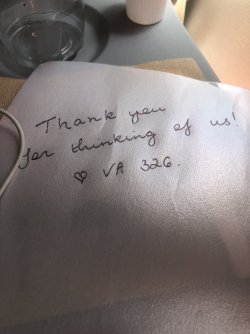 Thank you
for thinking of us!
♡ VA 326.